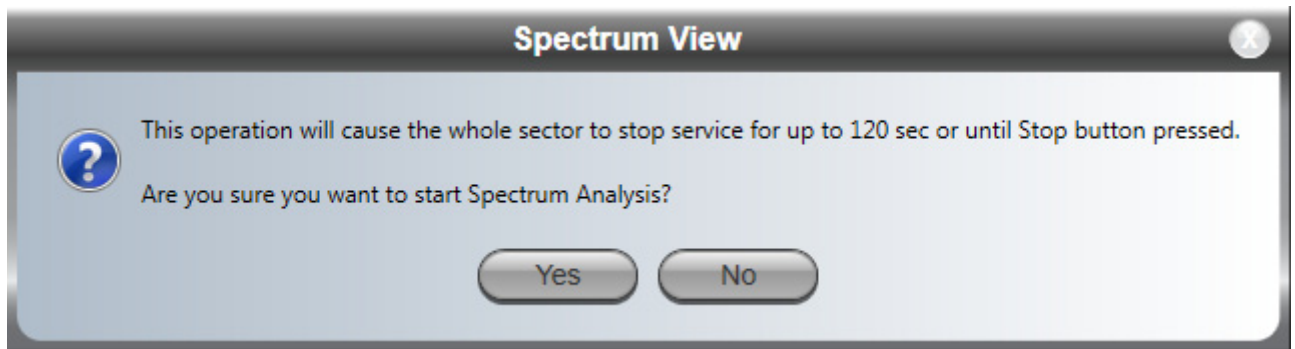 Spectrum View
X
This operation will cause the whole sector to stop service for up to 120 sec or until Stop button pressed.
?
Are you sure you want to start Spectrum Analysis?
Yes No